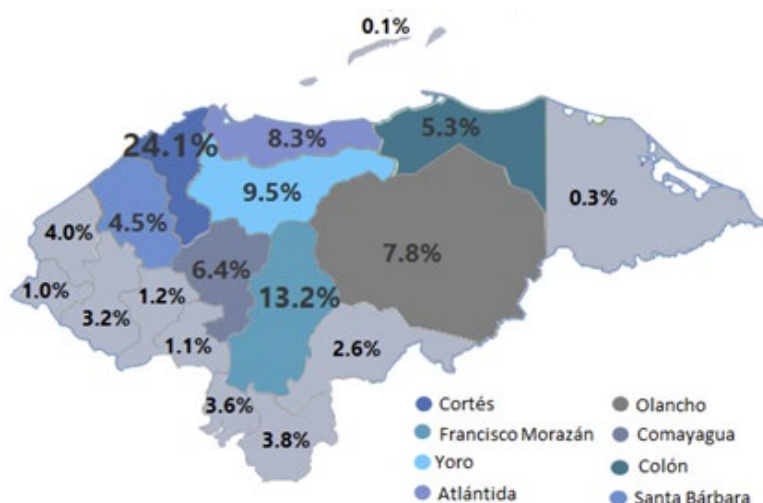 0.1%
24.1%
8.3%
5.3%
9.5%
0.3%
4.5%
4.0%
7.8%
6.4%
1.0%
1.2%
13.2%
3.2%
1.1%
2.6%
3.6%
3.8%
Cortés
Francisco Morazán
Yoro
Atlántida
Olancho
Comayagua
Colón
Santa Bárbara